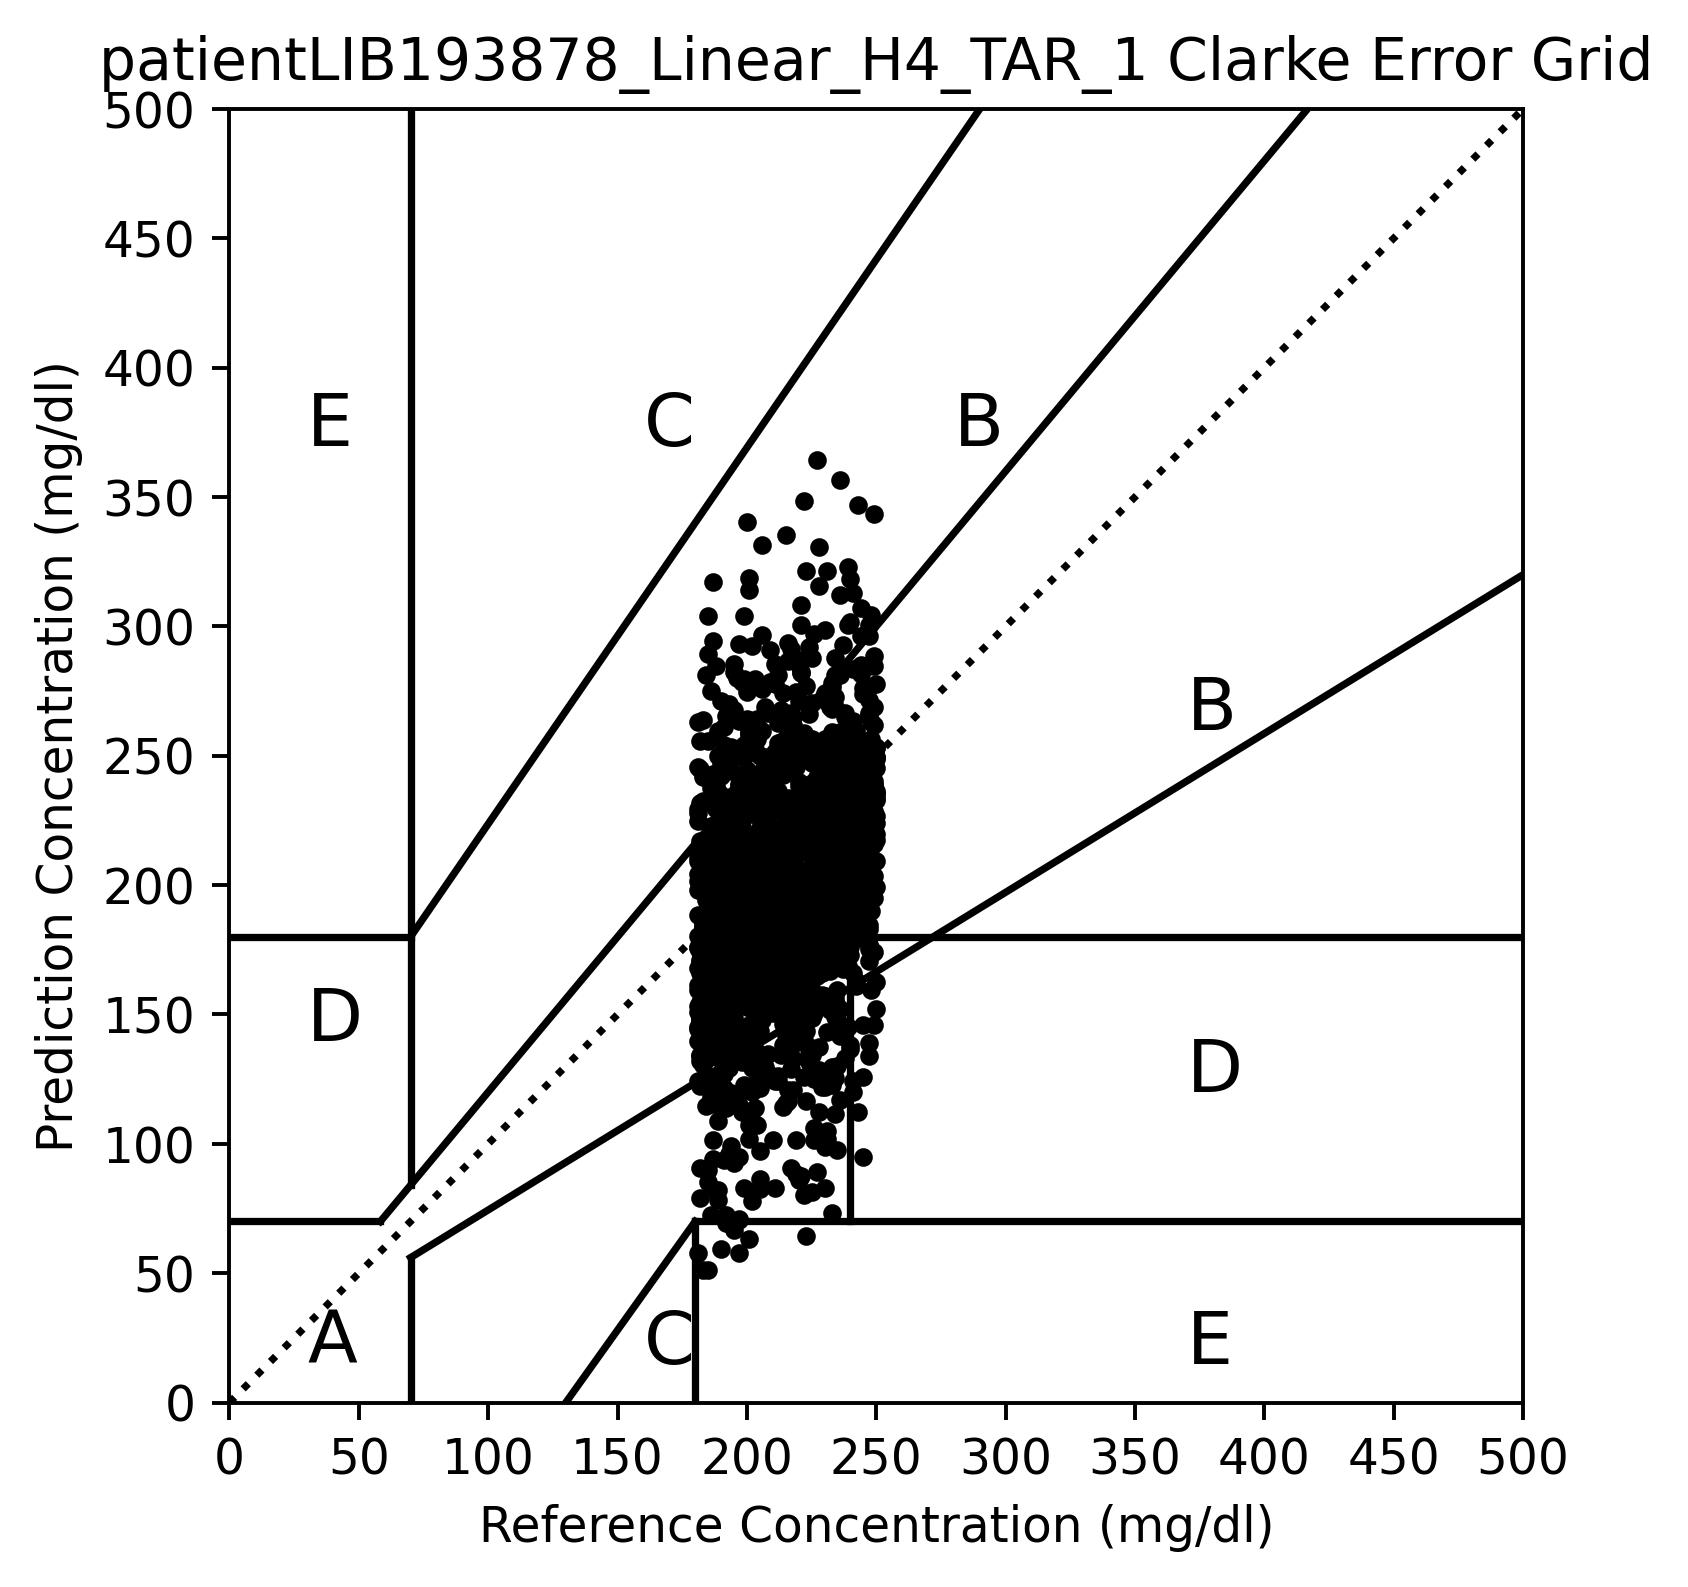 patientLIB193878_Linear_H4_TAR_1 Clarke Error Grid
500
450
400
350
300
250
200
150
100
50
0
Prediction Concentration (mg/dl)
E
C
B
B
D
D
A
C
E
0 50 100 150 200 250 300 350 400 450 500
Reference Concentration (mg/dl)